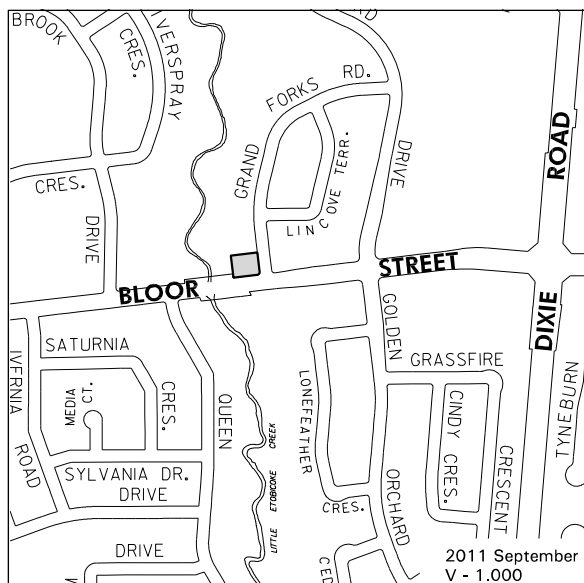 BROOK
CRES.
VERSPRAY
RD.
FORKS
GRAND
DRIVE
ROAD
LINCOVE TERR.
CRES.
DRIVE
BLOOR
STREET
DIXIE
SATURNIA
GOLDEN
GRASSFIRE
IVERNIA
ROAD
MEDIA
CT.
CRES.
QUEEN
LONEFEATHER
CRES.
CINDY CRES.
CRESCENT
TYNEBURN
SYLVANIA DR.
DRIVE
LITTLE ETOBICOKE CREEK
ORCHARD
DRIVE
CED
2011 September
V - 1.000